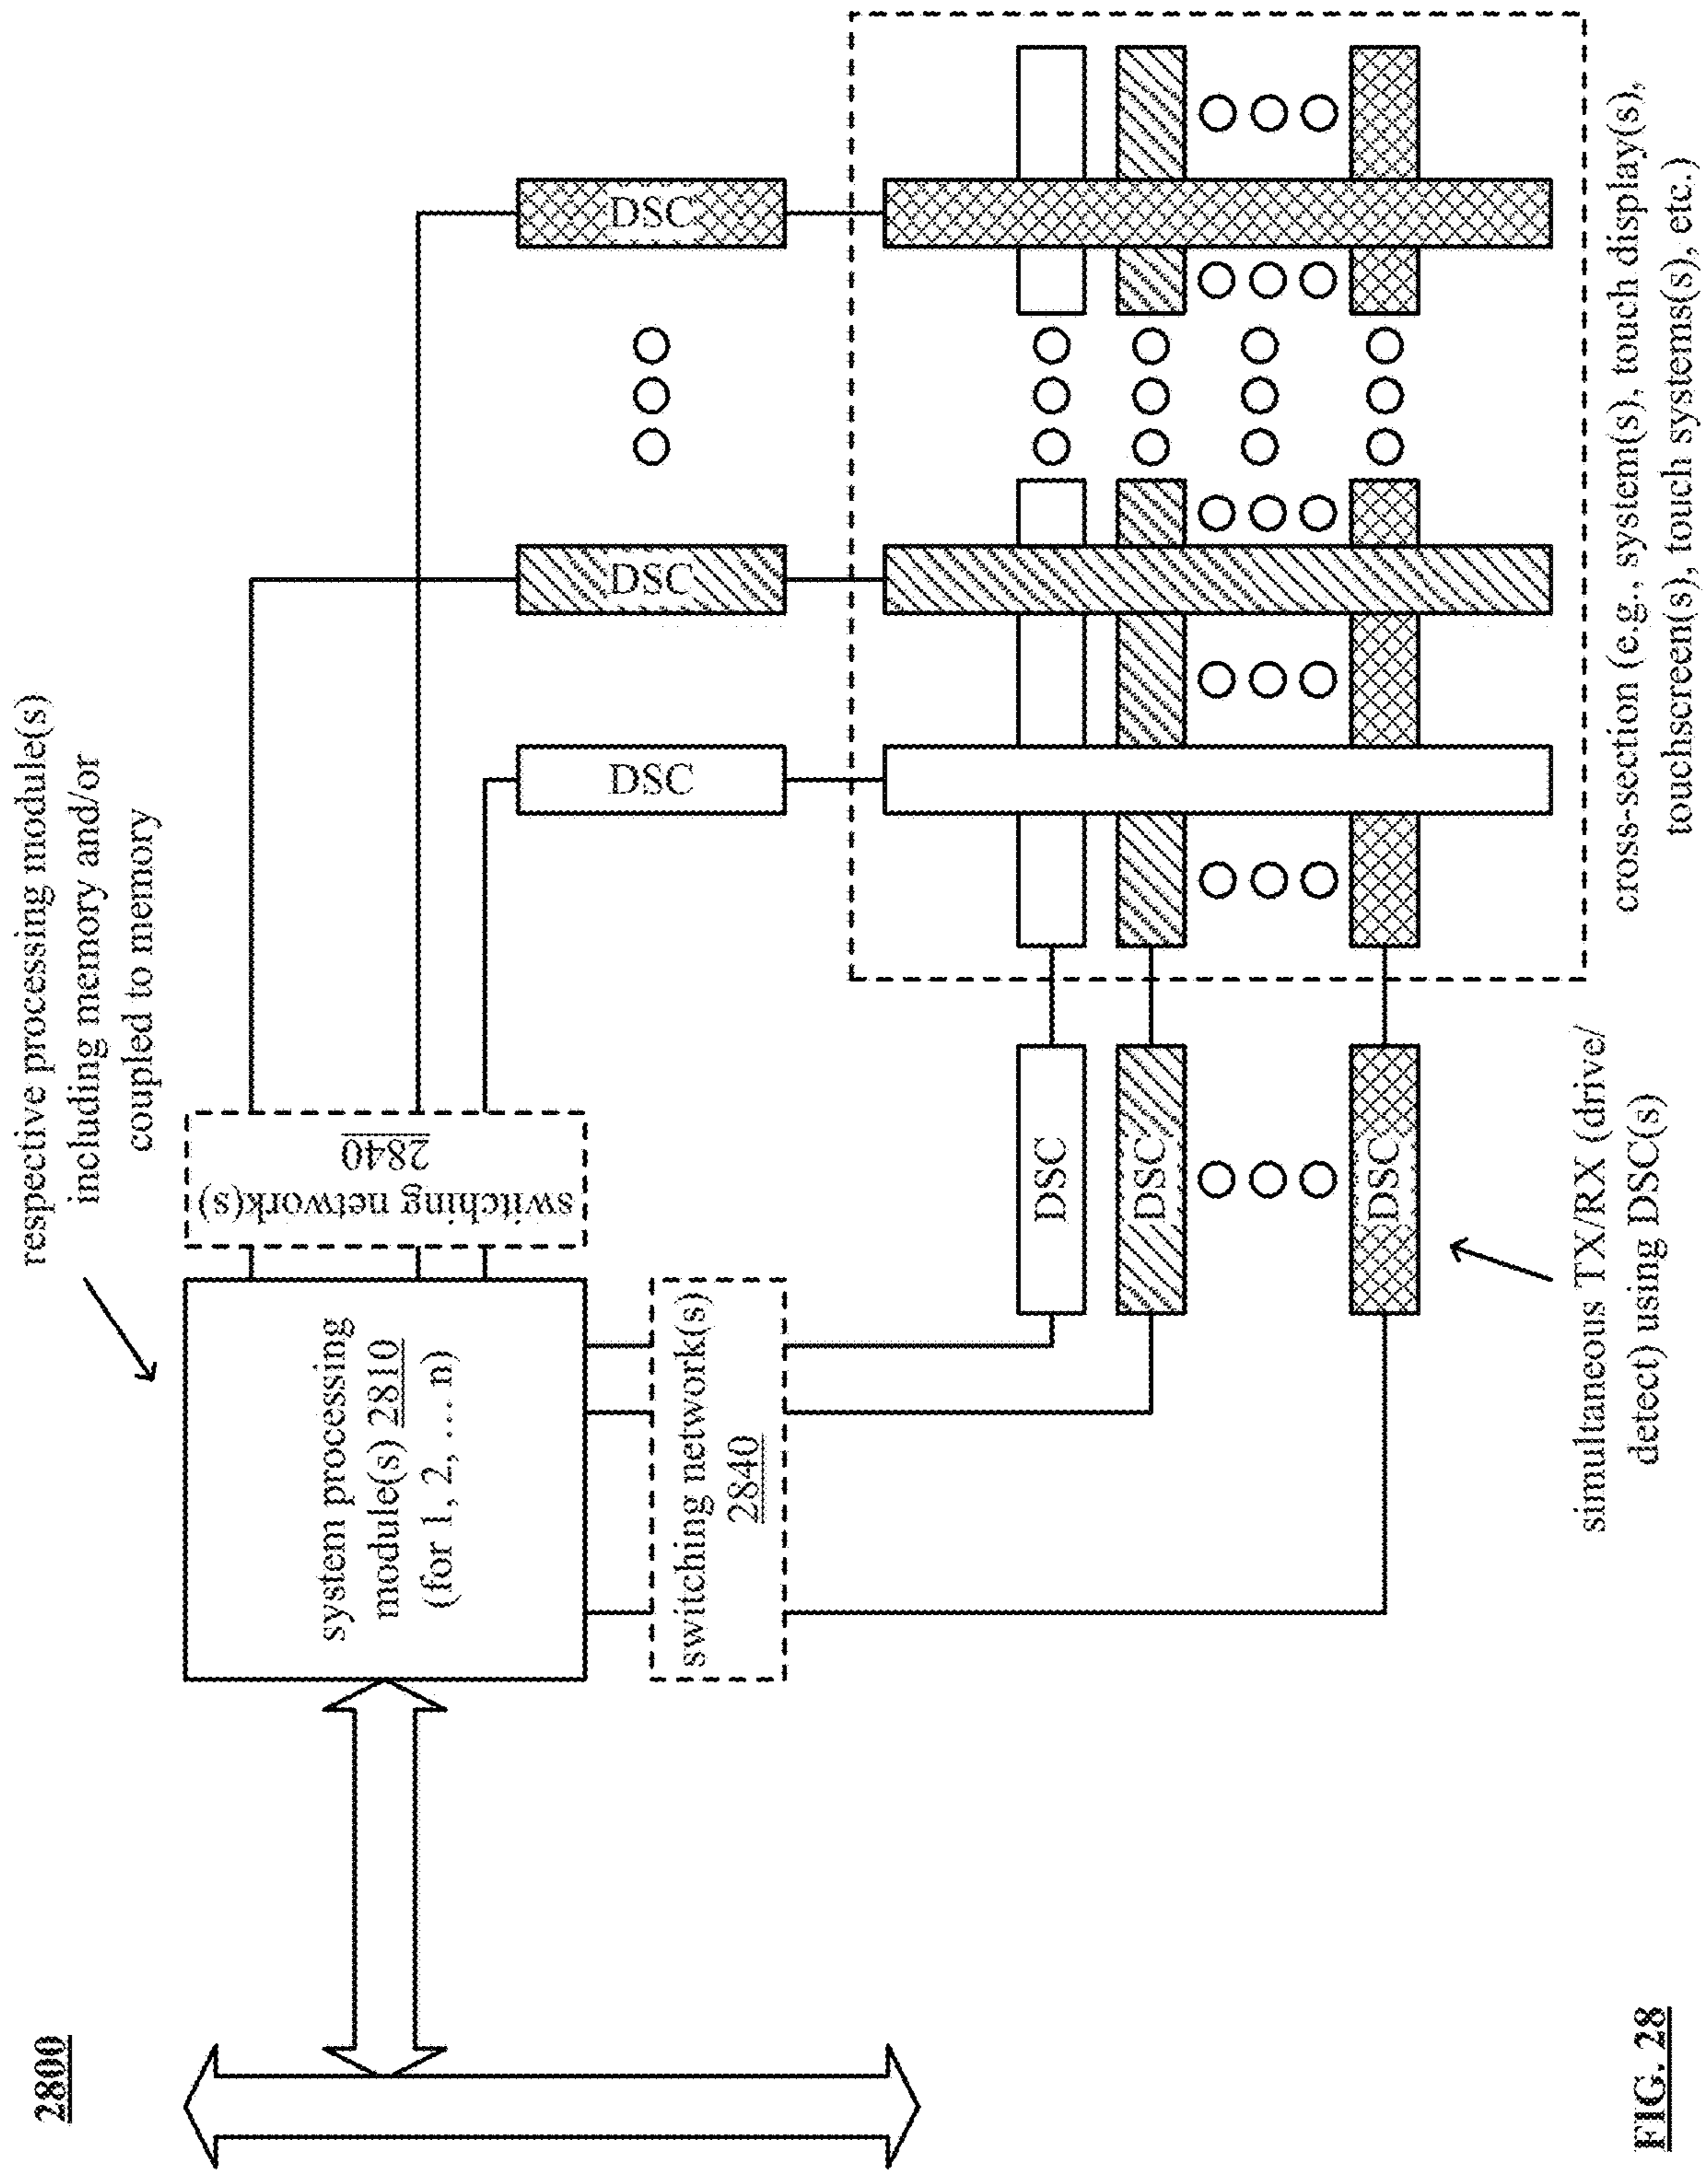 2800
respective processing module(s)
including memory and/or
coupled to memory
system processing
module(s) 2810
(for 1, 2, … n)
switching network(s)
2840
switching network(s)
2840
DSC
DSC
DSC
DSC
DSC
DSC
simultaneous TX/RX (drive/
detect) using DSC(s)
cross-section (e.g., system(s), touch display(s),
touchscreen(s), touch systems(s), etc.)
FIG. 28